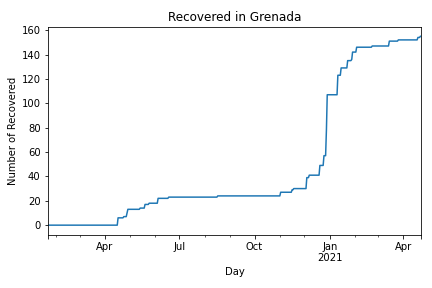 Recovered in Grenada
Number of Recovered
160
140
120
100
80
60
40
20
0
Apr
Jul
Oct
Jan
2021
Apr
Day